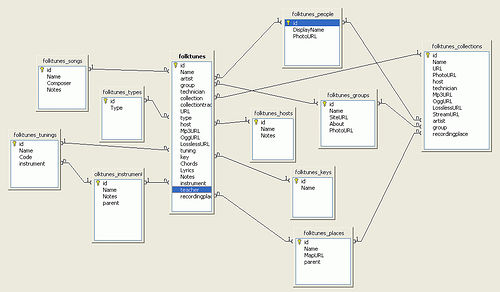 folktunes_people
id
DisplayName
PhotoURL
folktunes_songs
id
Name
Composer
Notes
folktunes
id
Name
artist
group
technician
collection
collectiontrac
URL
type
host
Mp3URL
OggURL
LosslessURL
tuning
key
Chords
Lyrics
Notes
instrument
teacher
recordingplac
folktunes_collections
id
Name
URL
PhotoURL
host
technician
Mp3URL
OggURL
LosslessURL
StreamURL
artist
group
recordingplace
folktunes_types
id
Type
folktunes_groups
id
Name
SiteURL
About
PhotoURL
folktunes_hosts
id
Name
Notes
folktunes_tunings
Name
Code
instrument
olktunes_instrument
id
Name
Notes
parent
folktunes_keys
id
Name
folktunes_places
id
Name
MapURL
parent